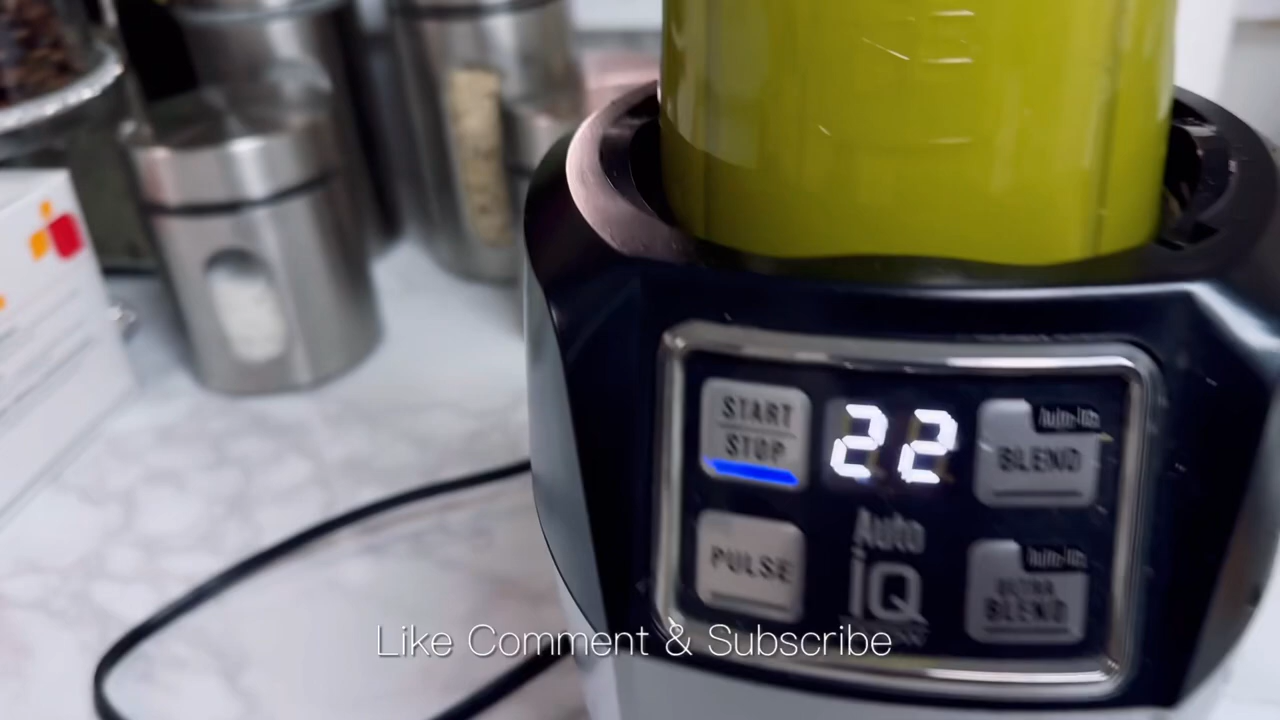 START
STOP
22
Auto-iQ
BLEND
PULSE
Auto
iQ
Auto-iQ
ULTRA
BLEND
Like Comment & Subscribe